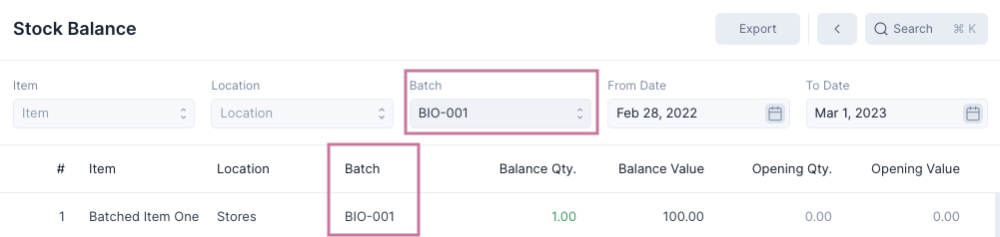 Stock Balance Export Search ⌘ K
Item Location Batch From Date To Date
Item Location BIO-001 Feb 28, 2022 Mar 1, 2023
# Item Location Batch Balance Qty. Balance Value Opening Qty. Opening Value
1 Batched Item One Stores BIO-001 1.00 100.00 0.00 0.00